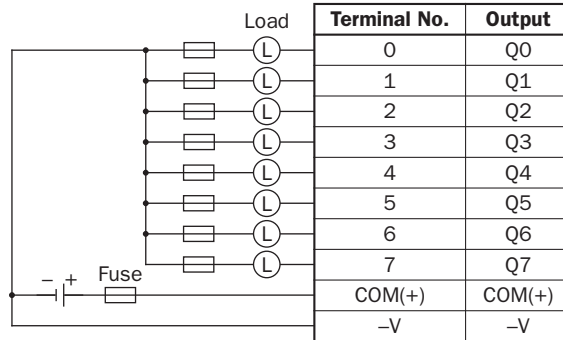 Load Terminal No. Output
L 0 Q0
L 1 Q1
L 2 Q2
L 3 Q3
L 4 Q4
L 5 Q5
L 6 Q6
L 7 Q7
– + Fuse COM(+) COM(+)
–V –V